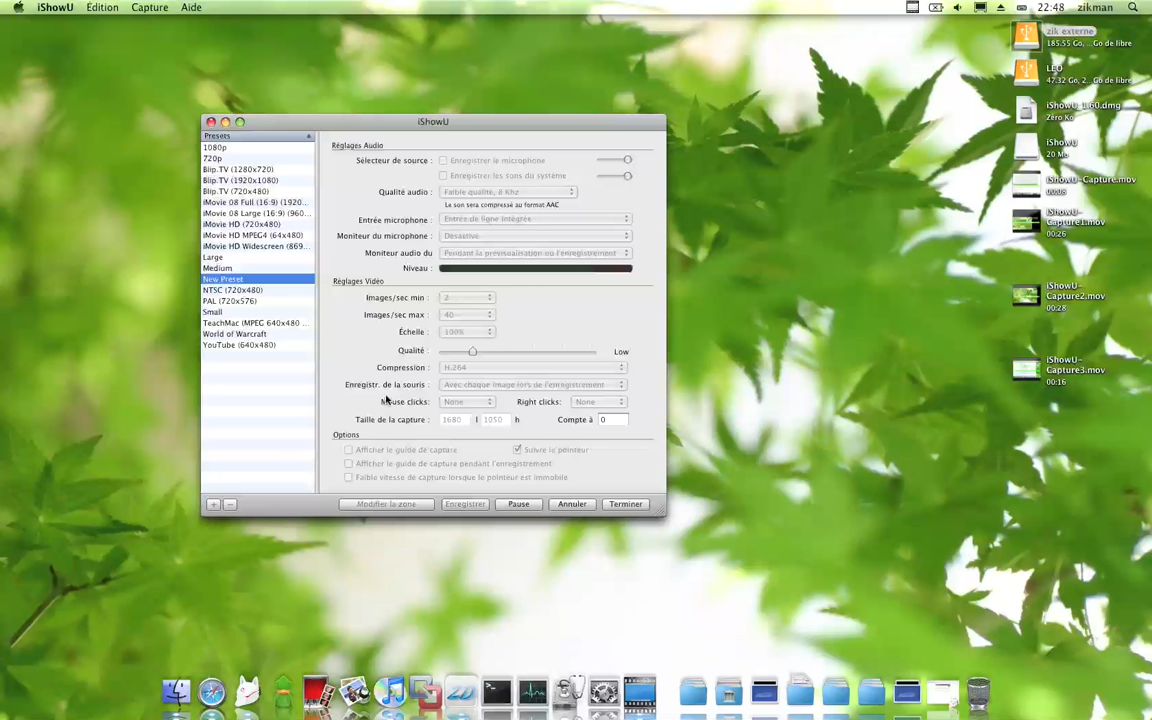 iShowU Édition Capture Aide 22:48 zikman
zik externe
185.55 Go, ... Go de libre
LEO
iShowU_1.60.dmg
Zéro Ko
iShowU
20 Mo
iShowU-Capture.mov
00:08
iShowU-
Capture1.mov
00:26
iShowU-
Capture2.mov
00:28
iShowU-
Capture3.mov
00:16
iShowU
Presets
1080p
720p
Blip.TV (1280x720)
Blip.TV (1920x1080)
Blip.TV (720x480)
iMovie 08 Full (16:9) (1920...
iMovie 08 Large (16:9) (960...
iMovie HD (720x480)
iMovie HD MPEG4 (64x480)
iMovie HD Widescreen (869...
Large
Medium
New Preset
NTSC (720x480)
PAL (720x576)
Small
TeachMac (MPEG 640x480 ...
World of Warcraft
YouTube (640x480)
Réglages Audio
Sélecteur de source : Enregistrer le microphone
Enregistrer les sons du système
Qualité audio : Faible qualité, 8 Khz
Le son sera compressé au format AAC
Entrée microphone : Entrée de ligne intégrée
Moniteur du microphone : Désactivé
Moniteur audio du Pendant la prévisualisation ou l'enregistrement
Niveau :
Réglages Vidéo
Images/sec min : 2
Images/sec max : 40
Échelle : 100%
Qualité : Low
Compression : H.264
Enregistr. de la souris : Avec chaque image lors de l'enregistrement
Mouse clicks: None Right clicks: None
Taille de la capture : 1680 l 1050 h Compte à 0
Options
Afficher le guide de capture Suivre le pointeur
Afficher le guide de capture pendant l'enregistrement
Faible vitesse de capture lorsque le pointeur est immobile
+ − Modifier la zone Enregistrer Pause Annuler Terminer